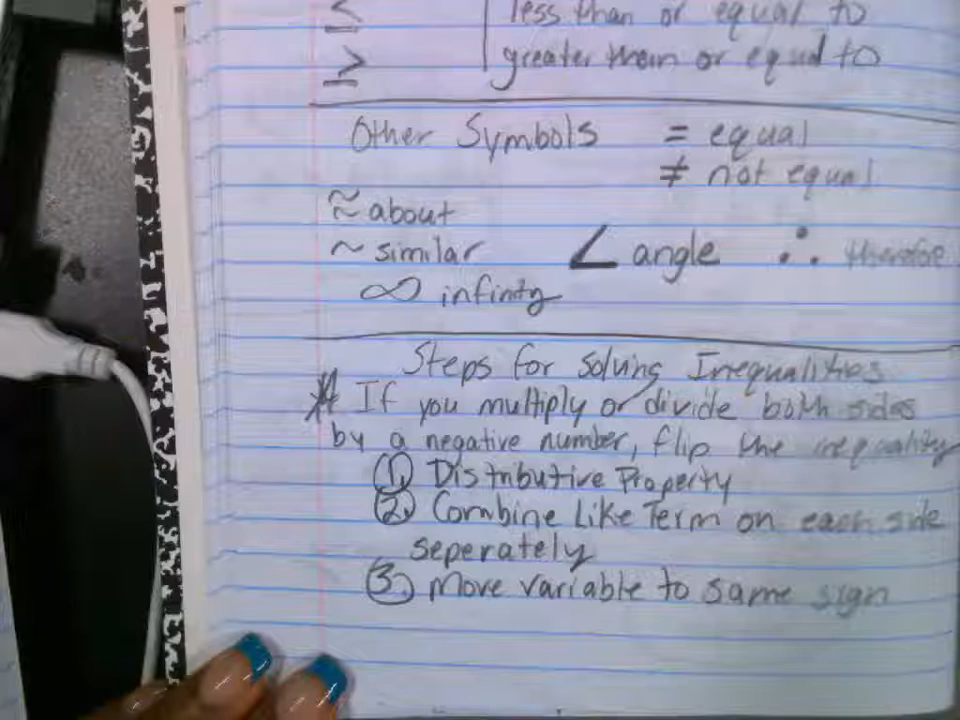 ≤ less than or equal to
≥ greater than or equal to
Other Symbols = equal
≠ not equal
≈ about
~ similar ∠ angle ∴ therefore
∞ infinity
Steps for Solving Inequalities
* If you multiply or divide both sides
by a negative number, flip the inequality
① Distributive Property
② Combine Like Term on each side
seperately
③ Move variable to same sign